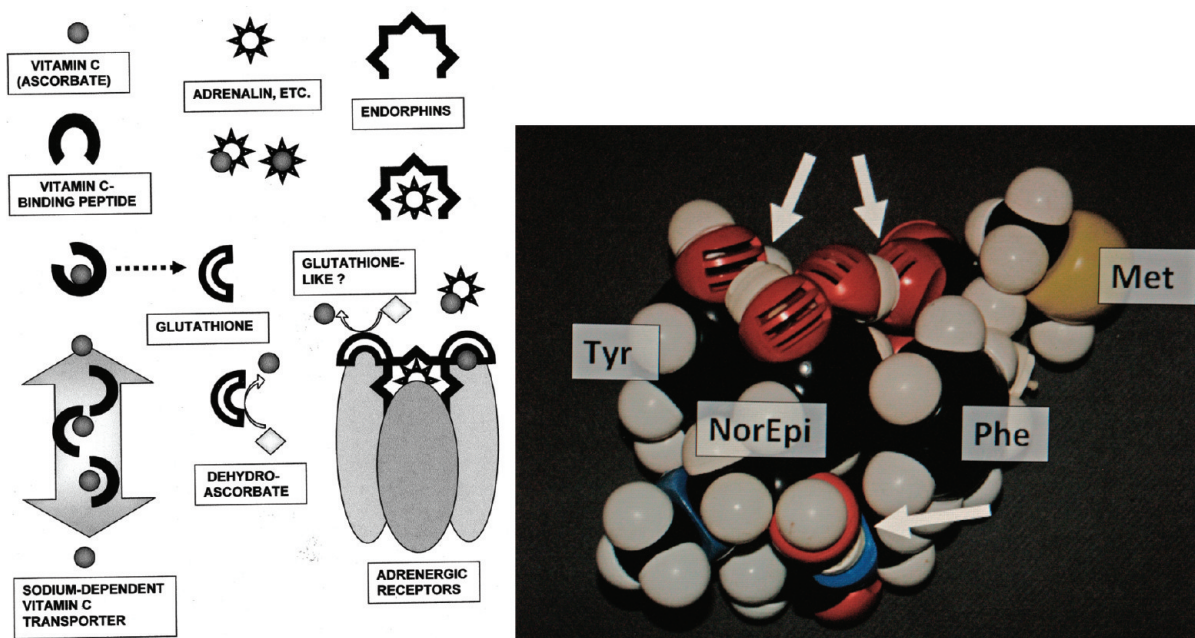 VITAMIN C
(ASCORBATE)
ADRENALIN, ETC.
ENDORPHINS
VITAMIN C-
BINDING PEPTIDE
GLUTATHIONE
GLUTATHIONE-
LIKE ?
DEHYDRO-
ASCORBATE
SODIUM-DEPENDENT
VITAMIN C
TRANSPORTER
ADRENERGIC
RECEPTORS
Tyr
NorEpi
Phe
Met